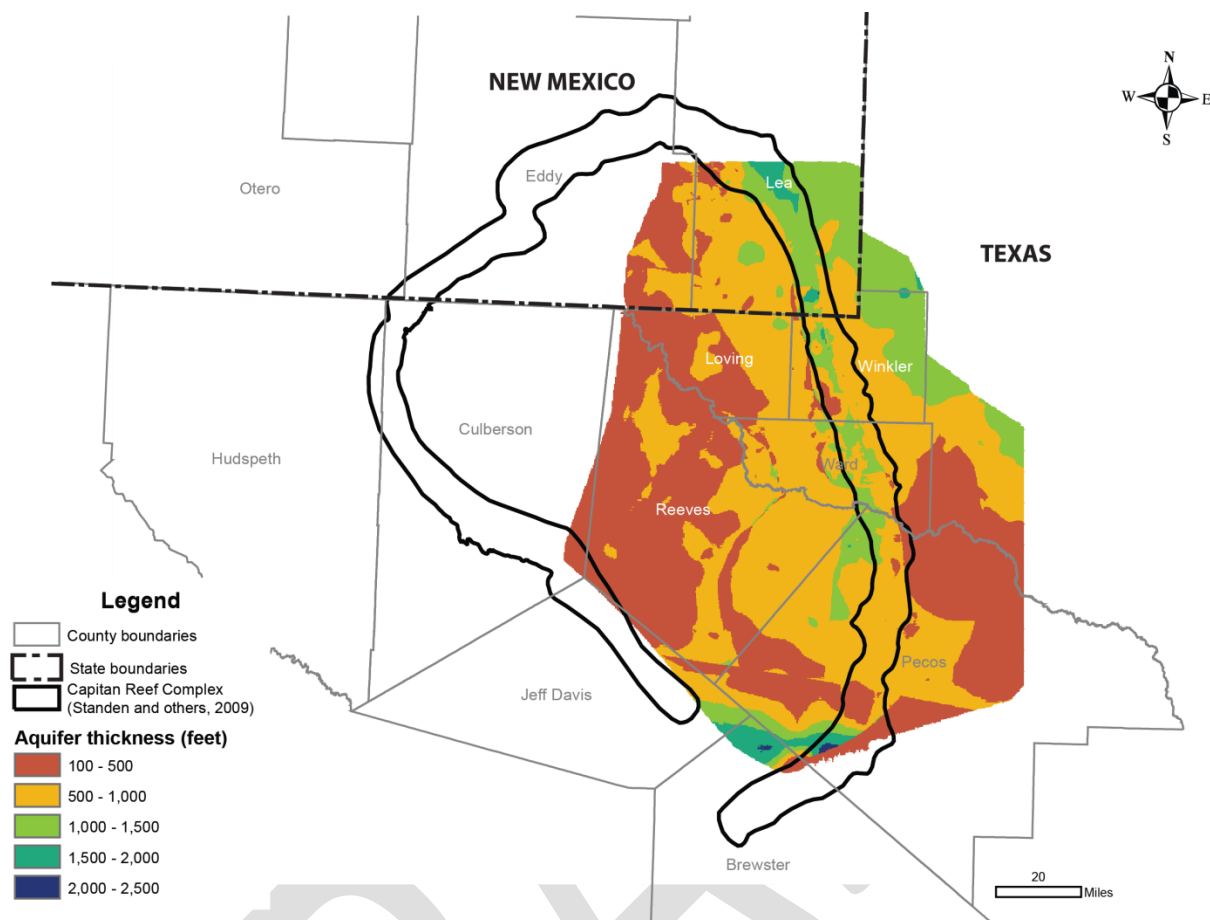 NEW MEXICO
N
W E
S
Otero
Eddy
Lea
TEXAS
Loving
Winkler
Culberson
Hudspeth
Ward
Reeves
Pecos
Jeff Davis
Brewster
Legend
County boundaries
State boundaries
Capitan Reef Complex
(Standen and others, 2009)
Aquifer thickness (feet)
100 - 500
500 - 1,000
1,000 - 1,500
1,500 - 2,000
2,000 - 2,500
20
Miles